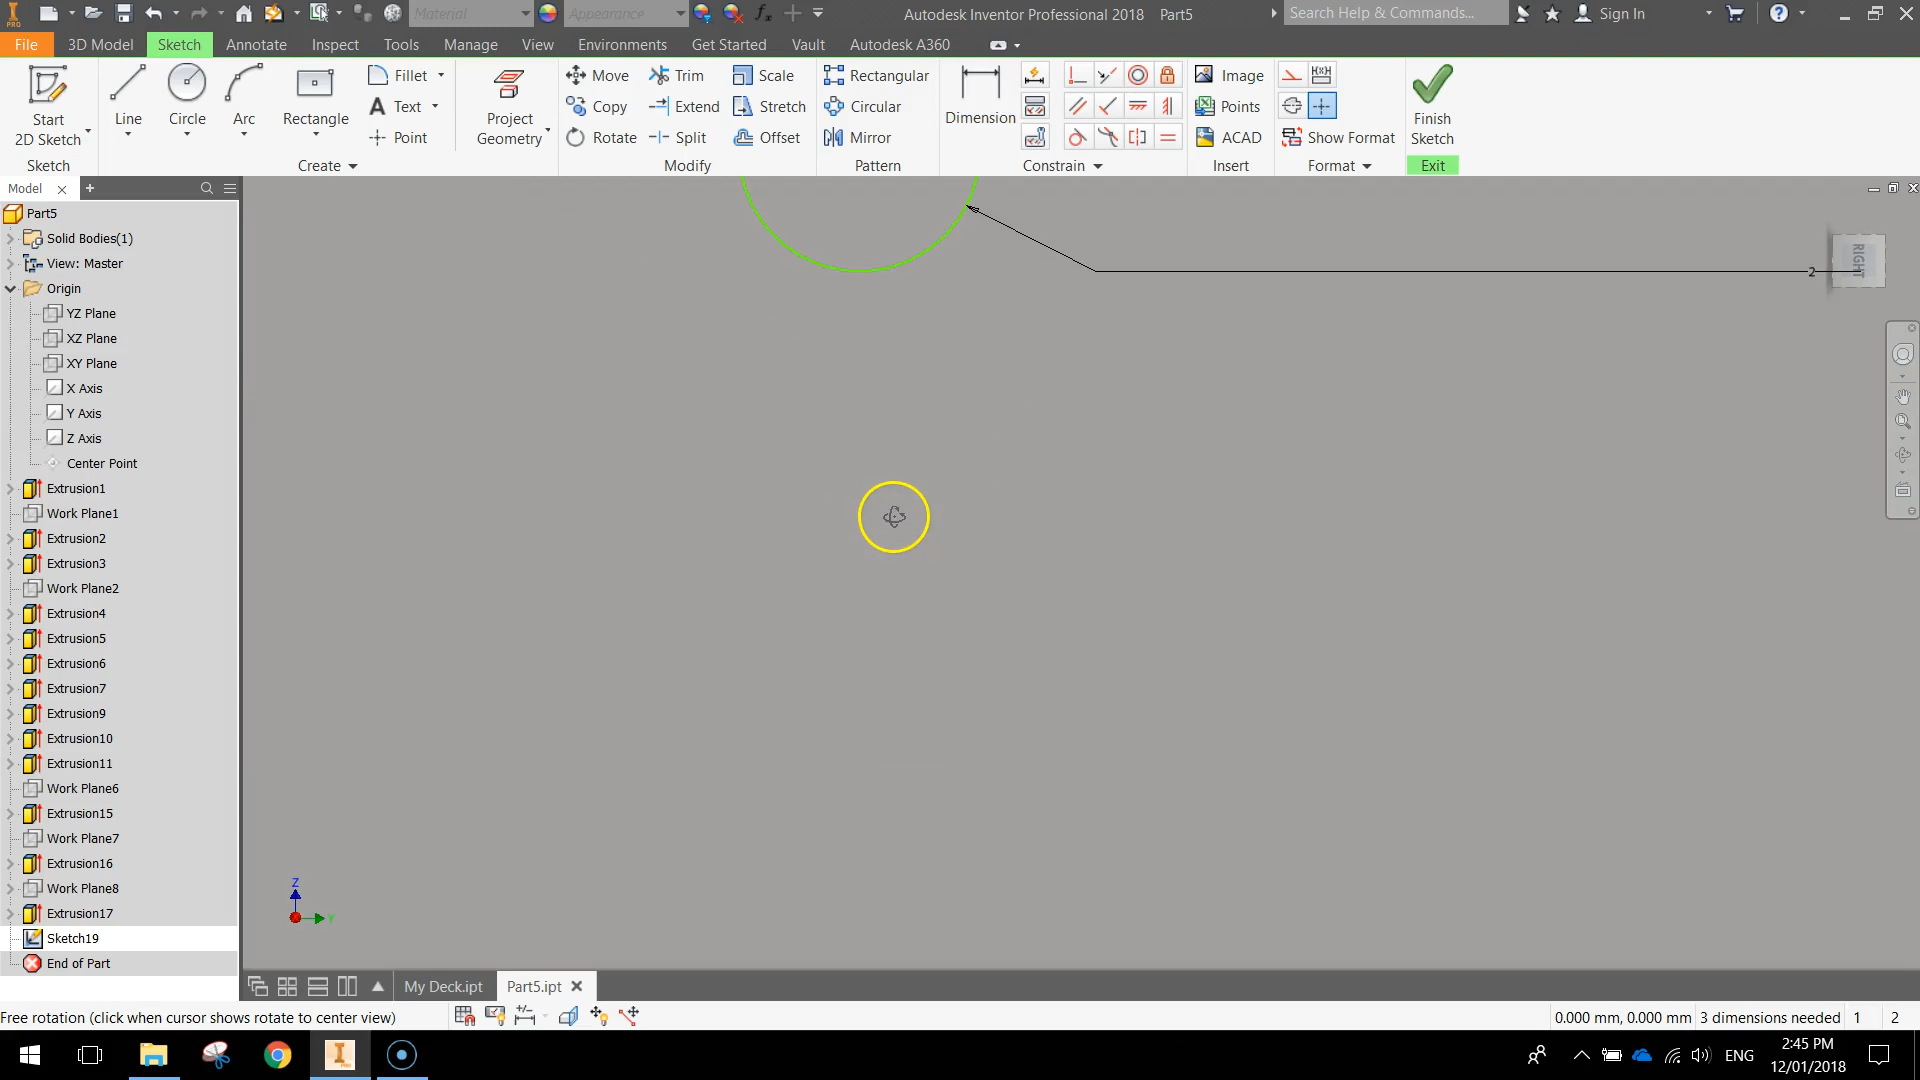 Material
Appearance
Autodesk Inventor Professional 2018 Part5
Search Help & Commands...
Sign In
PRO
File 3D Model Sketch Annotate Inspect Tools Manage View Environments Get Started Vault Autodesk A360
Start
2D Sketch
Line
Circle
Arc
Rectangle
Fillet
Text
Point
Project
Geometry
Move
Copy
Rotate
Trim
Extend
Split
Scale
Stretch
Offset
Rectangular
Circular
Mirror
Dimension
Image
Points
ACAD
Show Format
Finish
Sketch
Sketch Create Modify Pattern Constrain Insert Format Exit
Model
Part5
Solid Bodies(1)
View: Master
Origin
YZ Plane
XZ Plane
XY Plane
X Axis
Y Axis
Z Axis
Center Point
Extrusion1
Work Plane1
Extrusion2
Extrusion3
Work Plane2
Extrusion4
Extrusion5
Extrusion6
Extrusion7
Extrusion9
Extrusion10
Extrusion11
Work Plane6
Extrusion15
Work Plane7
Extrusion16
Work Plane8
Extrusion17
Sketch19
End of Part
2
RIGHT
Z
Y
My Deck.ipt Part5.ipt
Free rotation (click when cursor shows rotate to center view)
0.000 mm, 0.000 mm 3 dimensions needed 1 2
ENG
2:45 PM
12/01/2018